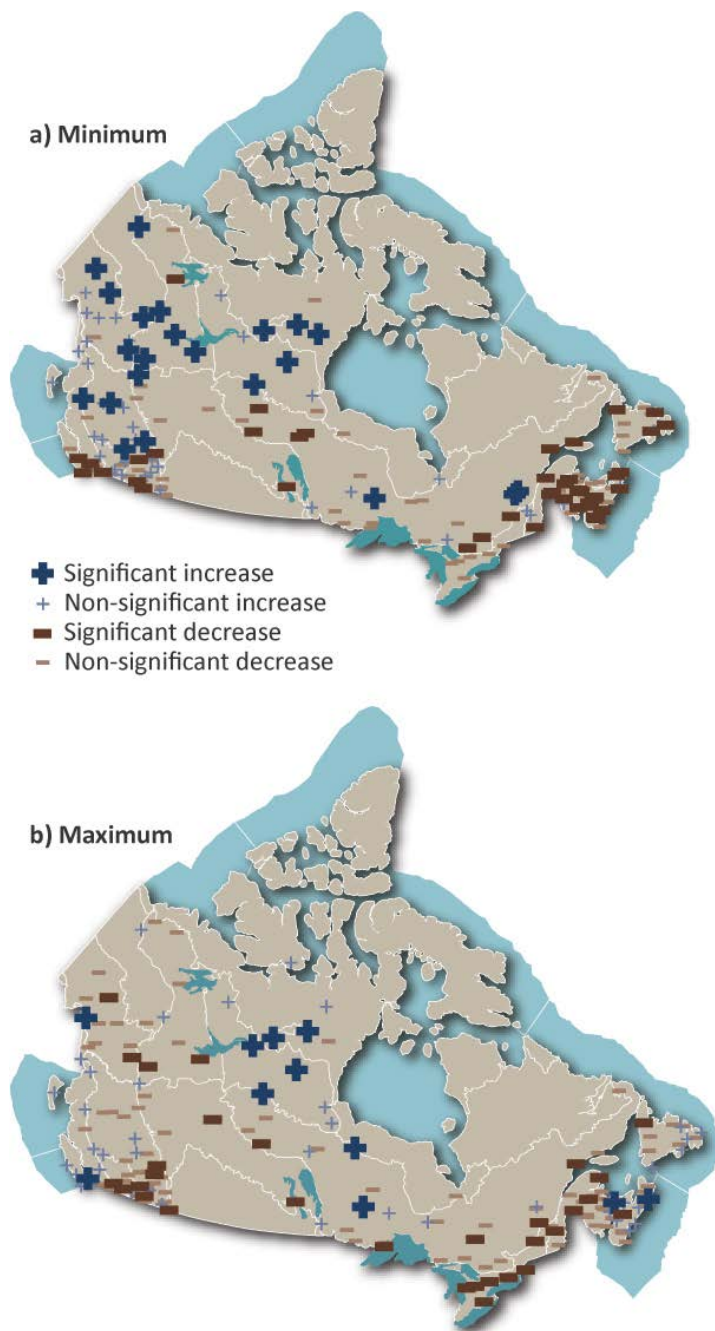 a) Minimum
Significant increase
Non-significant increase
Significant decrease
Non-significant decrease
b) Maximum